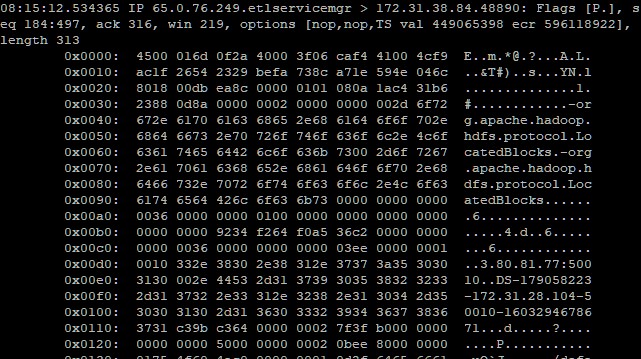 08:15:12.534365 IP 65.0.76.249.etlservicemgr > 172.31.38.84.48890: Flags [P.], s
eq 184:497, ack 316, win 219, options [nop,nop,TS val 449065398 ecr 596118922],
length 313
0x0000: 4500 016d 0f2a 4000 3f06 caf4 4100 4cf9 E..m.*@.?...A.L.
0x0010: ac1f 2654 2329 befa 738c a71e 594e 046c ..&T#)..s...YN.l
0x0020: 8018 00db ea8c 0000 0101 080a 1ac4 31b6 ..............1.
0x0030: 2388 0d8a 0000 0002 0000 0000 002d 6f72 #............-or
0x0040: 672e 6170 6163 6865 2e68 6164 6f6f 702e g.apache.hadoop.
0x0050: 6864 6673 2e70 726f 746f 636f 6c2e 4c6f hdfs.protocol.Lo
0x0060: 6361 7465 6442 6c6f 636b 7300 2d6f 7267 catedBlocks.-org
0x0070: 2e61 7061 6368 652e 6861 646f 6f70 2e68 .apache.hadoop.h
0x0080: 6466 732e 7072 6f74 6f63 6f6c 2e4c 6f63 dfs.protocol.Loc
0x0090: 6174 6564 426c 6f63 6b73 0000 0000 0000 atedBlocks......
0x00a0: 0036 0000 0000 0100 0000 0000 0000 0000 .6..............
0x00b0: 0000 0000 9234 f264 f0a5 36c2 0000 0000 .....4.d..6.....
0x00c0: 0000 0036 0000 0000 0000 03ee 0000 0001 ...6............
0x00d0: 0010 332e 3830 2e38 312e 3737 3a35 3030 ..3.80.81.77:500
0x00e0: 3130 002e 4453 2d31 3739 3035 3832 3233 10..DS-179058223
0x00f0: 2d31 3732 2e33 312e 3238 2e31 3034 2d35 -172.31.28.104-5
0x0100: 3030 3130 2d31 3630 3332 3934 3637 3836 0010-16032946786
0x0110: 3731 c39b c364 0000 0002 7f3f bf00 0000 71...d.....?....
0x0120: 0000 0000 5000 0000 0002 0bee 8000 0000 ....P...........